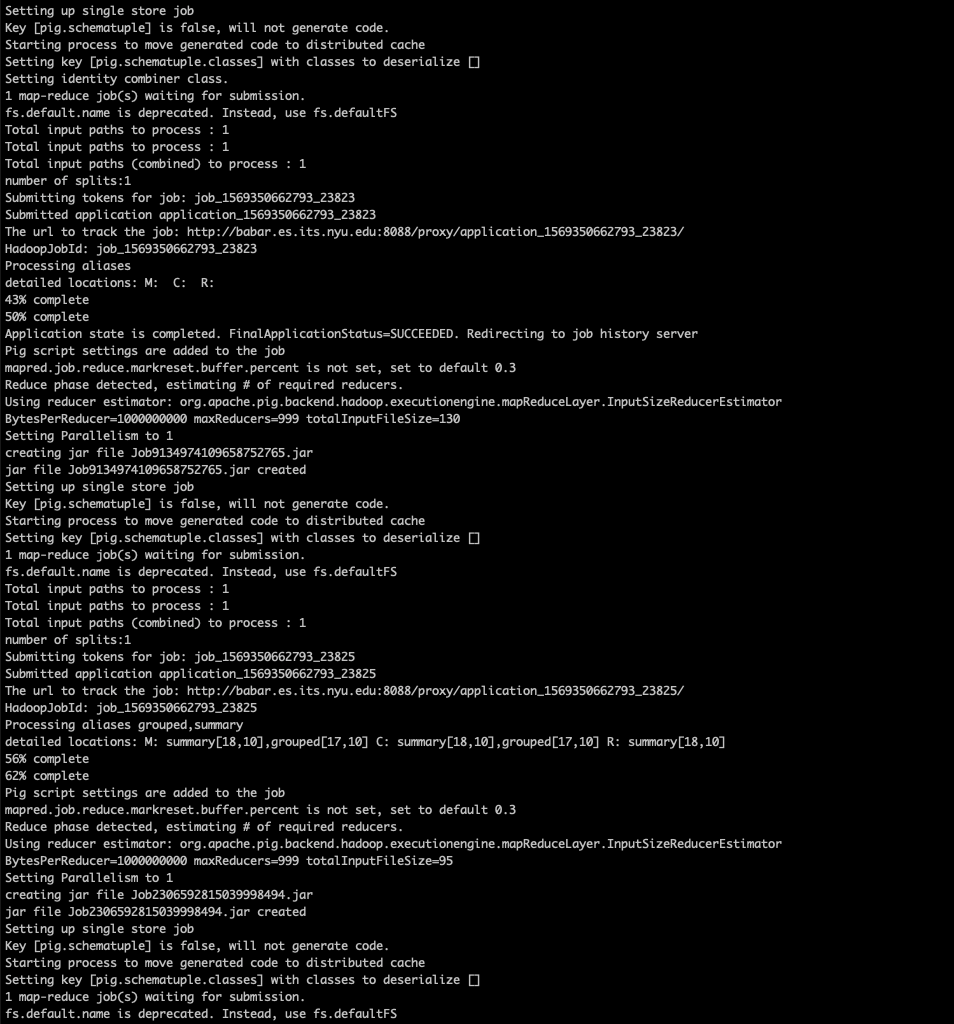 Setting up single store job
Key [pig.schematuple] is false, will not generate code.
Starting process to move generated code to distributed cache
Setting key [pig.schematuple.classes] with classes to deserialize []
Setting identity combiner class.
1 map-reduce job(s) waiting for submission.
fs.default.name is deprecated. Instead, use fs.defaultFS
Total input paths to process : 1
Total input paths to process : 1
Total input paths (combined) to process : 1
number of splits:1
Submitting tokens for job: job_1569350662793_23823
Submitted application application_1569350662793_23823
The url to track the job: http://babar.es.its.nyu.edu:8088/proxy/application_1569350662793_23823/
HadoopJobId: job_1569350662793_23823
Processing aliases
detailed locations: M:  C:  R:
43% complete
50% complete
Application state is completed. FinalApplicationStatus=SUCCEEDED. Redirecting to job history server
Pig script settings are added to the job
mapred.job.reduce.markreset.buffer.percent is not set, set to default 0.3
Reduce phase detected, estimating # of required reducers.
Using reducer estimator: org.apache.pig.backend.hadoop.executionengine.mapReduceLayer.InputSizeReducerEstimator
BytesPerReducer=1000000000 maxReducers=999 totalInputFileSize=130
Setting Parallelism to 1
creating jar file Job9134974109658752765.jar
jar file Job9134974109658752765.jar created
Setting up single store job
Key [pig.schematuple] is false, will not generate code.
Starting process to move generated code to distributed cache
Setting key [pig.schematuple.classes] with classes to deserialize []
1 map-reduce job(s) waiting for submission.
fs.default.name is deprecated. Instead, use fs.defaultFS
Total input paths to process : 1
Total input paths to process : 1
Total input paths (combined) to process : 1
number of splits:1
Submitting tokens for job: job_1569350662793_23825
Submitted application application_1569350662793_23825
The url to track the job: http://babar.es.its.nyu.edu:8088/proxy/application_1569350662793_23825/
HadoopJobId: job_1569350662793_23825
Processing aliases grouped,summary
detailed locations: M: summary[18,10],grouped[17,10] C: summary[18,10],grouped[17,10] R: summary[18,10]
56% complete
62% complete
Pig script settings are added to the job
mapred.job.reduce.markreset.buffer.percent is not set, set to default 0.3
Reduce phase detected, estimating # of required reducers.
Using reducer estimator: org.apache.pig.backend.hadoop.executionengine.mapReduceLayer.InputSizeReducerEstimator
BytesPerReducer=1000000000 maxReducers=999 totalInputFileSize=95
Setting Parallelism to 1
creating jar file Job2306592815039998494.jar
jar file Job2306592815039998494.jar created
Setting up single store job
Key [pig.schematuple] is false, will not generate code.
Starting process to move generated code to distributed cache
Setting key [pig.schematuple.classes] with classes to deserialize []
1 map-reduce job(s) waiting for submission.
fs.default.name is deprecated. Instead, use fs.defaultFS